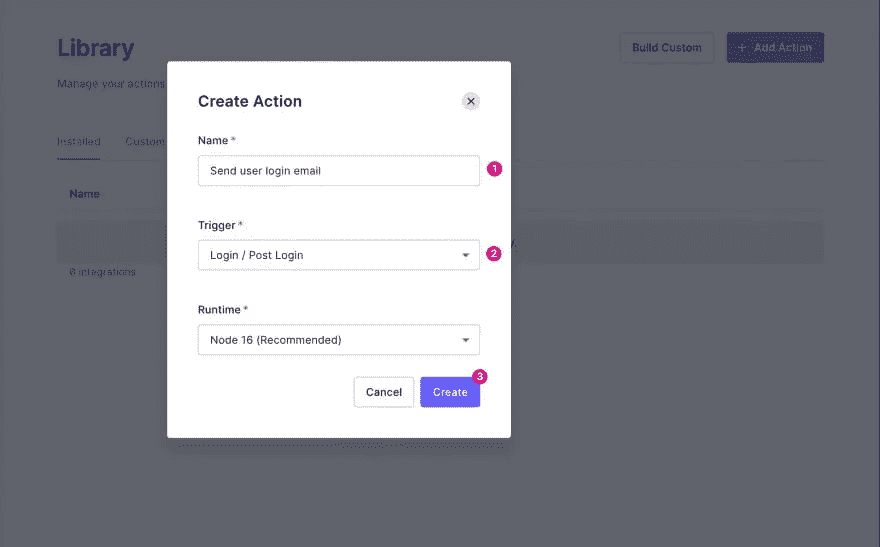 Library
Build Custom
+ Add Action
Manage your actions
Create Action
Installed
Custom
Name *
Send user login email
1
Name
Trigger *
Login / Post Login
2
y.
0 integrations
Runtime *
Node 16 (Recommended)
3
Cancel
Create